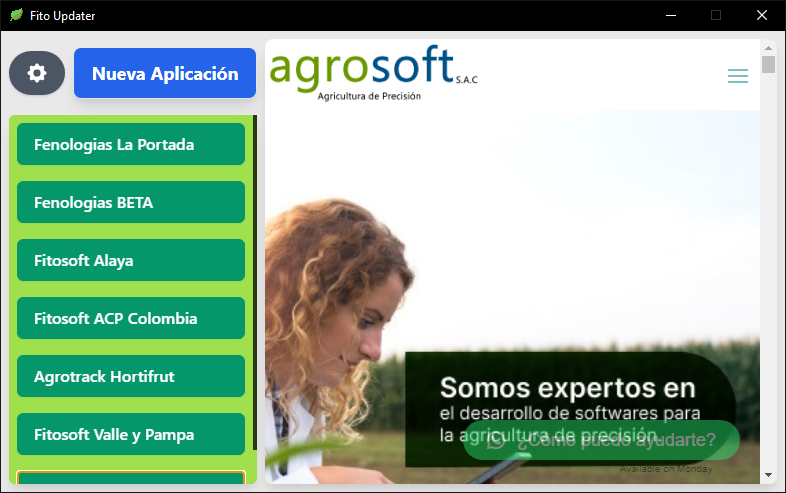 Fito Updater
Nueva Aplicación
Fenologias La Portada
Fenologias BETA
Fitosoft Alaya
Fitosoft ACP Colombia
Agrotrack Hortifrut
Fitosoft Valle y Pampa
agrosoft S.A.C
Agricultura de Precisión
Somos expertos en
el desarrollo de softwares para
la agricultura de precisión.
¿Cómo puedo ayudarte?
Available on Monday